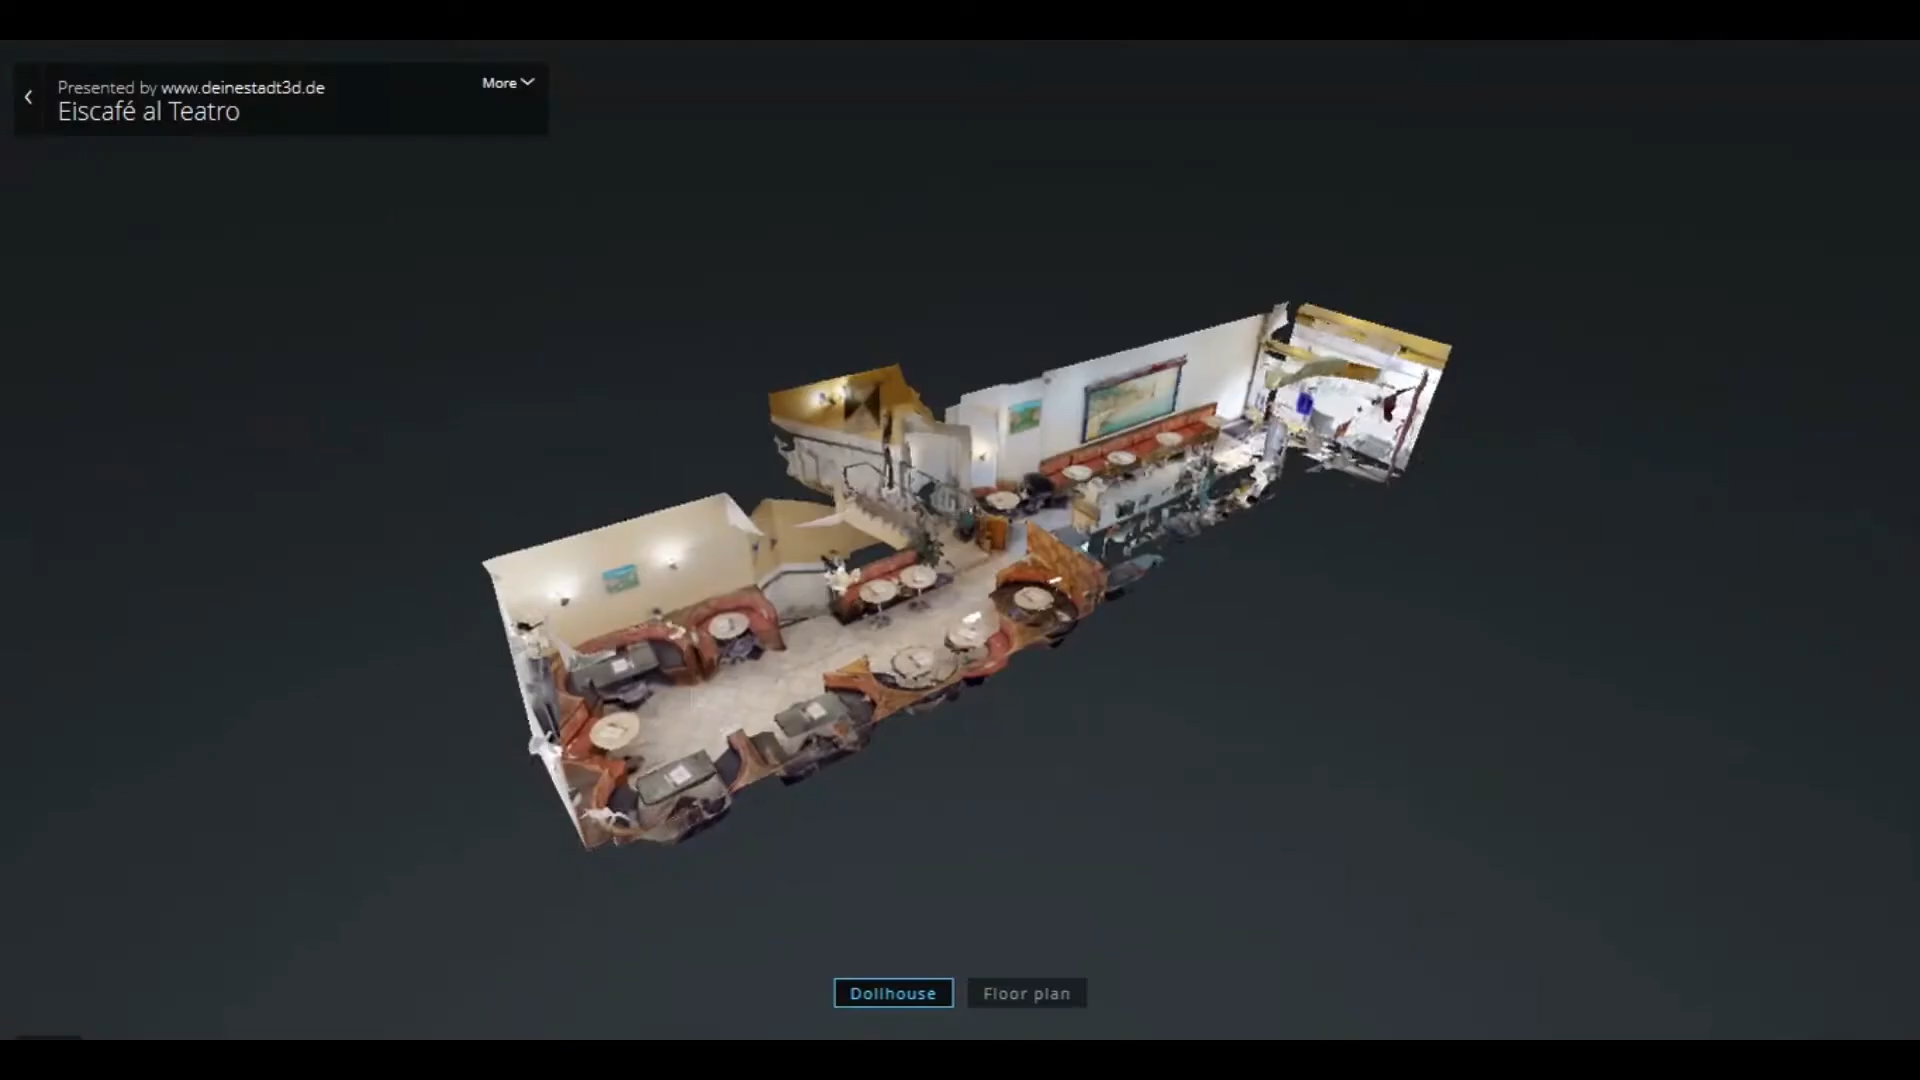 Presented by www.deinestadt3d.de
More
Eiscafé al Teatro
Dollhouse
Floor plan